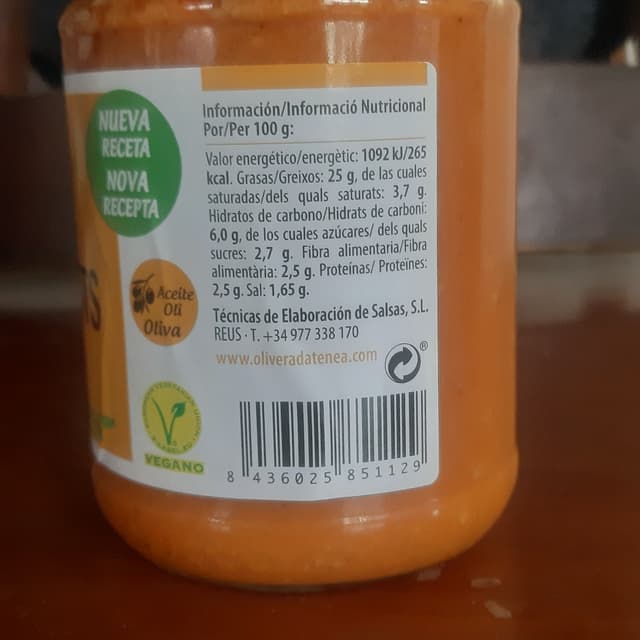 NUEVA
RECETA
NOVA
RECEPTA
Aceite
Oli
Oliva
VEGANO
Información/Informació Nutricional
Por/Per 100 g:
Valor energético/energètic: 1092 kJ/265
kcal. Grasas/Greixos: 25 g, de las cuales
saturadas/dels quals saturats: 3,7 g.
Hidratos de carbono/Hidrats de carboni:
6,0 g, de los cuales azúcares/ dels quals
sucres: 2,7 g. Fibra alimentaria/Fibra
alimentària: 2,5 g. Proteínas/ Proteïnes:
2,5 g. Sal: 1,65 g.
Técnicas de Elaboración de Salsas, S.L.
REUS · T. +34 977 338 170
www.oliveradatenea.com
®
8 436025 851129